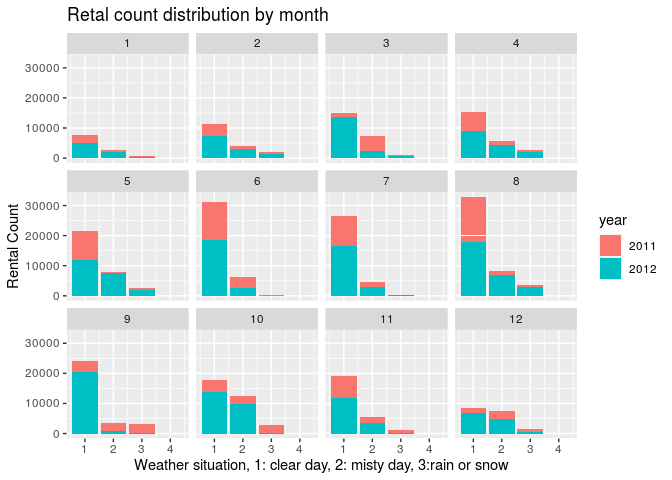 Retal count distribution by month
1 2 3 4
30000
20000
10000
0
5 6 7 8
30000
20000
10000
0
9 10 11 12
30000
20000
10000
0
1 2 3 4 1 2 3 4 1 2 3 4 1 2 3 4
Weather situation, 1: clear day, 2: misty day, 3:rain or snow
Rental Count
year
2011
2012